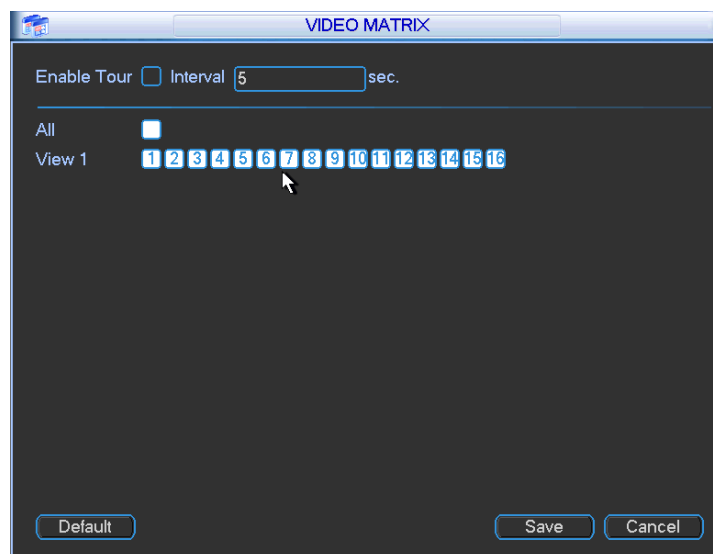 VIDEO MATRIX
Enable Tour Interval 5 sec.
All
View 1 1 2 3 4 5 6 7 8 9 10 11 12 13 14 15 16
Default Save Cancel